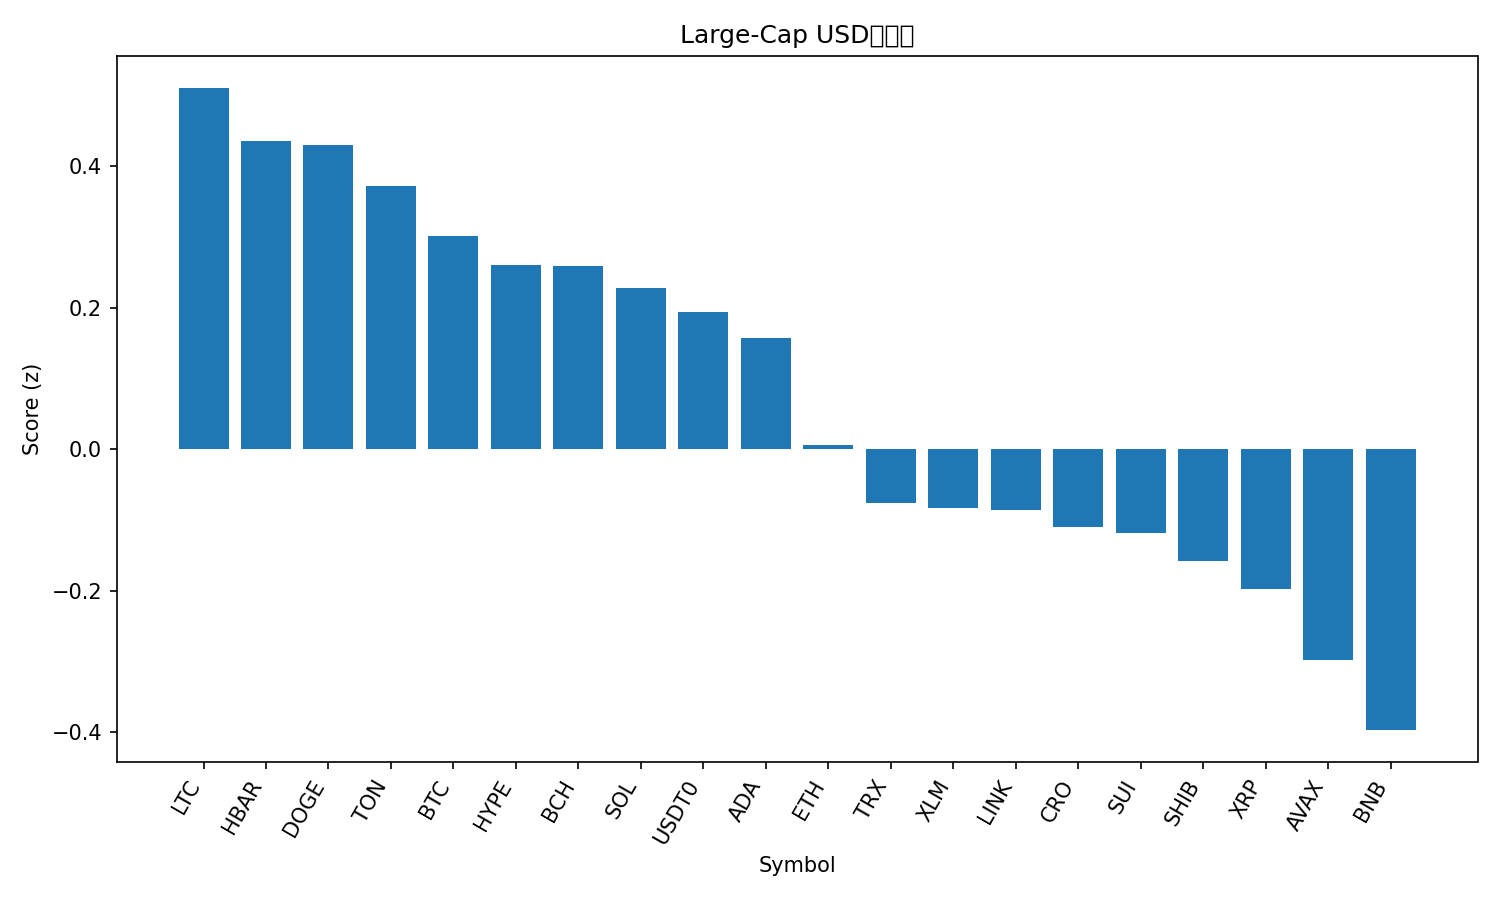 Large-Cap USD
Score (z)
0.4
0.2
0.0
−0.2
−0.4
LTC
HBAR
DOGE
TON
BTC
HYPE
BCH
SOL
USDT0
ADA
ETH
TRX
XLM
LINK
CRO
SUI
SHIB
XRP
AVAX
BNB
Symbol